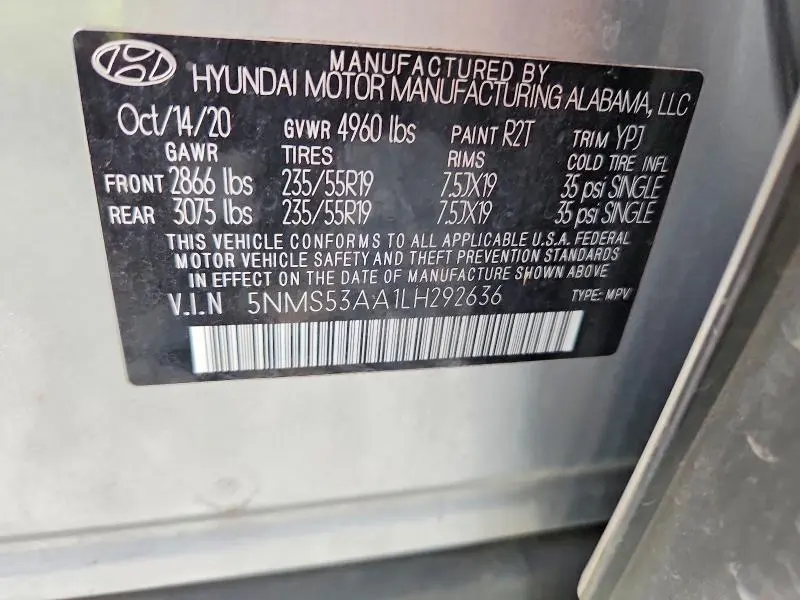 MANUFACTURED BY
HYUNDAI MOTOR MANUFACTURING ALABAMA, LLC
Oct/14/20 GVWR 4960 lbs PAINT R2T TRIM YPJ
GAWR TIRES RIMS COLD TIRE INFL
FRONT 2866 lbs 235/55R19 7.5JX19 35 psi SINGLE
REAR 3075 lbs 235/55R19 7.5JX19 35 psi SINGLE
THIS VEHICLE CONFORMS TO ALL APPLICABLE U.S.A. FEDERAL
MOTOR VEHICLE SAFETY AND THEFT PREVENTION STANDARDS
IN EFFECT ON THE DATE OF MANUFACTURE SHOWN ABOVE
V.I.N 5NMS53AA1LH292636 TYPE: MPV